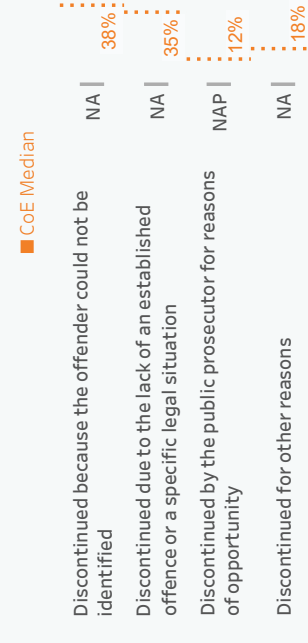 CoE Median
Discontinued because the offender could not be
identified
NA
38%
Discontinued due to the lack of an established
offence or a specific legal situation
NA
35%
Discontinued by the public prosecutor for reasons
of opportunity
NAP
12%
Discontinued for other reasons
NA
18%